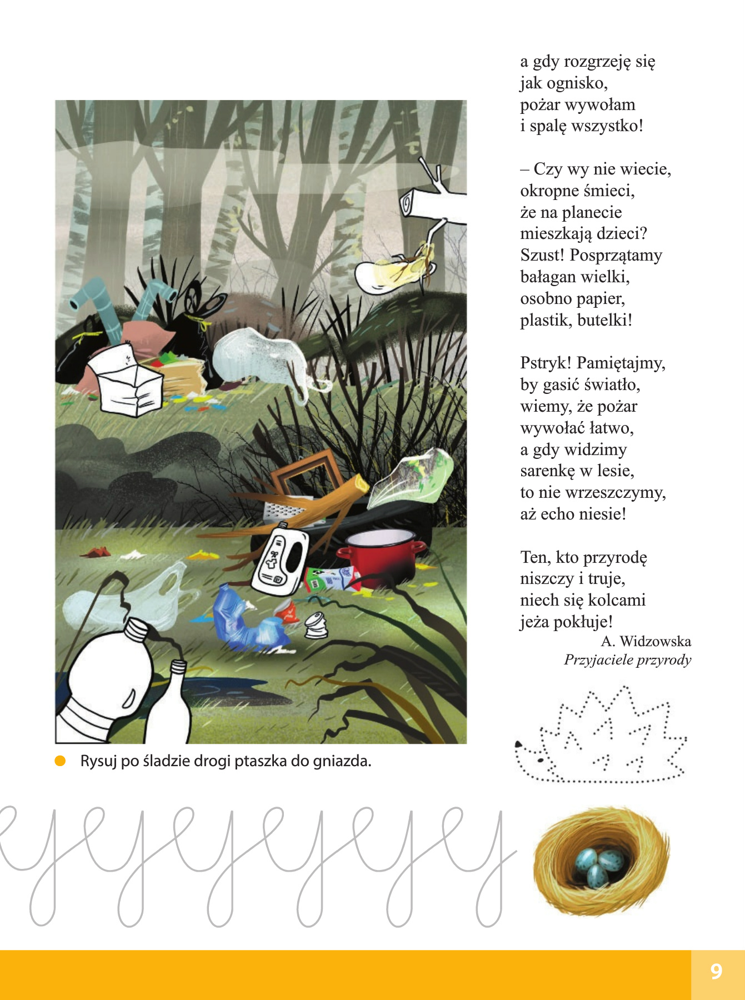 a gdy rozgrzeję się
jak ognisko,
pożar wywołam
i spalę wszystko!
– Czy wy nie wiecie,
okropne śmieci,
że na planecie
mieszkają dzieci?
Szust! Posprzątamy
bałagan wielki,
osobno papier,
plastik, butelki!
Pstryk! Pamiętajmy,
by gasić światło,
wiemy, że pożar
wywołać łatwo,
a gdy widzimy
sarenkę w lesie,
to nie wrzeszczymy,
aż echo niesie!
Ten, kto przyrodę
niszczy i truje,
niech się kolcami
jeża pokłuje!
A. Widzowska
Przyjaciele przyrody
Rysuj po śladzie drogi ptaszka do gniazda.
9